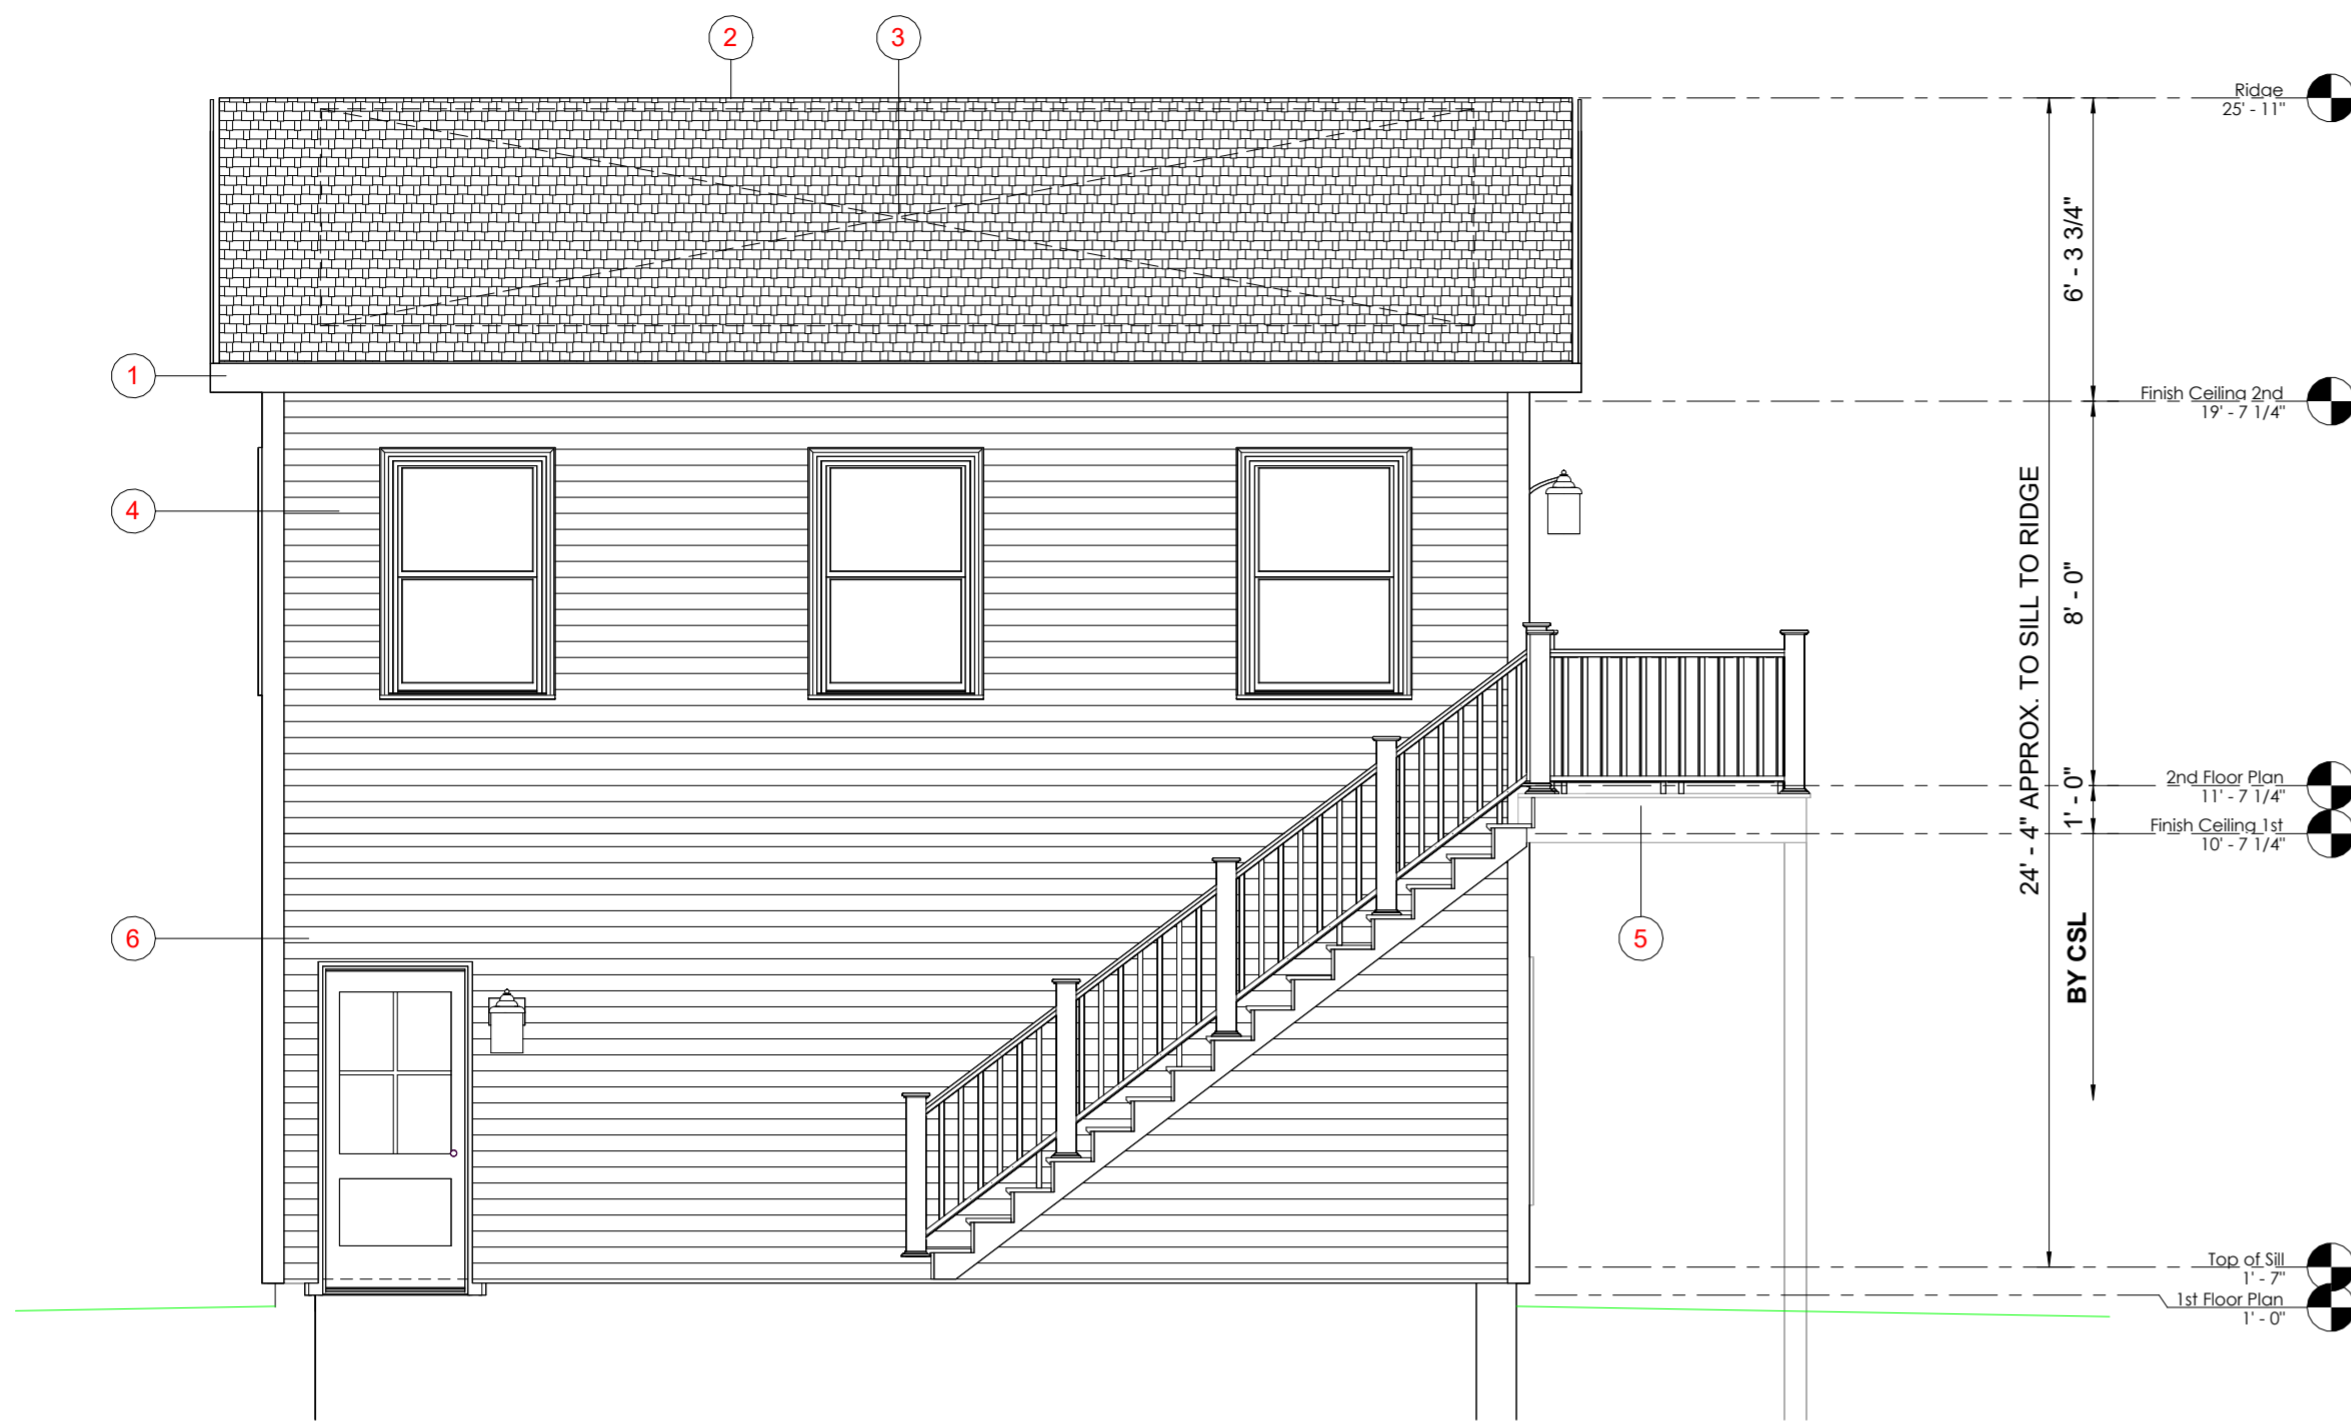 2
3
Ridge
25' - 11"
6' - 3 3/4"
1
Finish Ceiling 2nd
19' - 7 1/4"
4
24' - 4" APPROX. TO SILL TO RIDGE
8' - 0"
2nd Floor Plan
11' - 7 1/4"
1' - 0"
Finish Ceiling 1st
10' - 7 1/4"
6
5
BY CSL
Top of Sill
1' - 7"
1st Floor Plan
1' - 0"